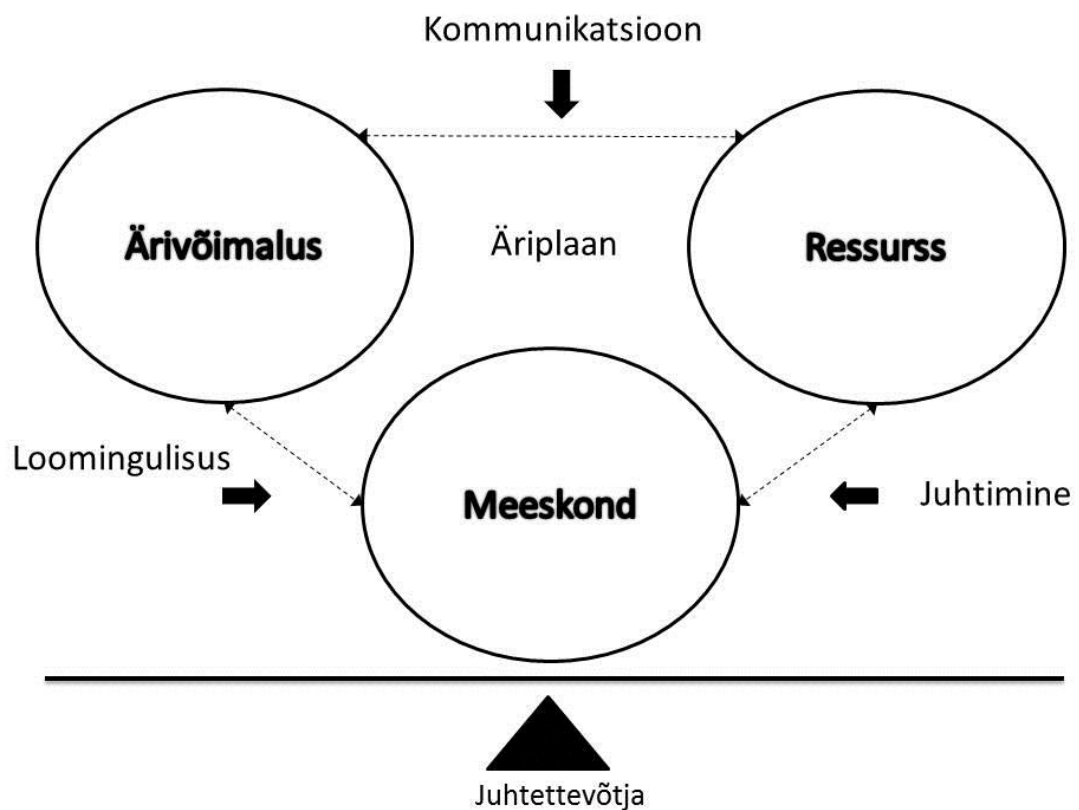 Kommunikatsioon
Ärivõimalus
Äriplaan
Ressurss
Loomingulisus
Meeskond
Juhtimine
Juhtettevõtja